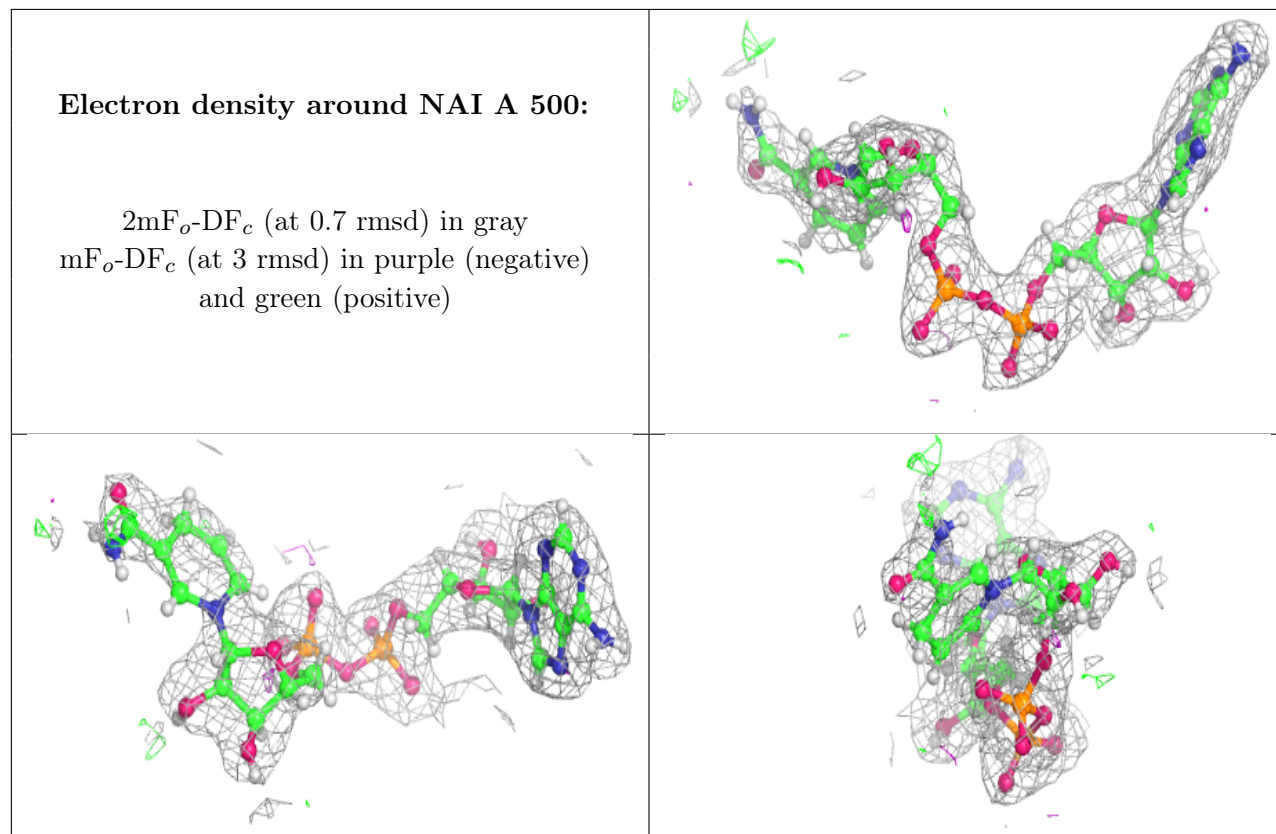 Electron density around NAI A 500:
2mFo-DFc (at 0.7 rmsd) in gray
mFo-DFc (at 3 rmsd) in purple (negative)
and green (positive)